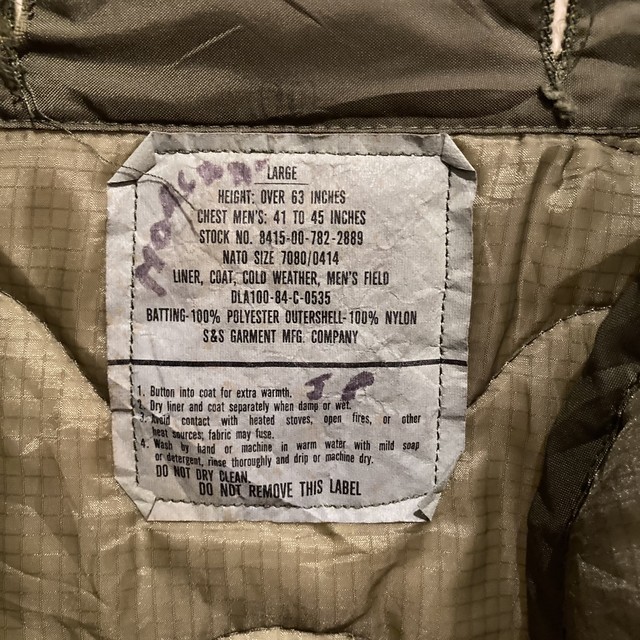 LARGE
HEIGHT: OVER 63 INCHES
CHEST MEN'S: 41 TO 45 INCHES
STOCK NO. 8415-00-782-2889
NATO SIZE 7080/0414
LINER, COAT, COLD WEATHER, MEN'S FIELD
DLA100-84-C-0535
BATTING-100% POLYESTER OUTERSHELL-100% NYLON
S&S GARMENT MFG. COMPANY
J P
1. Button into coat for extra warmth.
2. Dry liner and coat separately when damp or wet.
3. Avoid contact with heated stoves, open fires, or other
heat sources; fabric may fuse.
4. Wash by hand or machine in warm water with mild soap
or detergent, rinse thoroughly and drip or machine dry.
DO NOT DRY CLEAN.
DO NOT REMOVE THIS LABEL